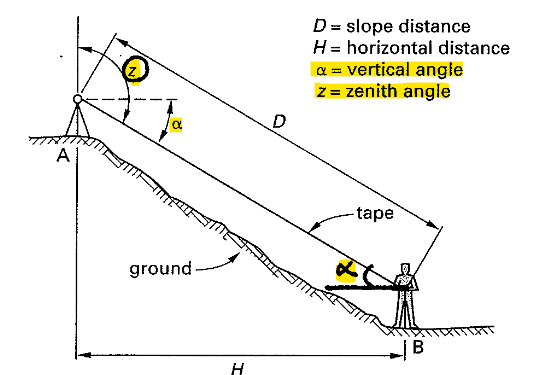 D = slope distance
H = horizontal distance
α = vertical angle
z = zenith angle
z
α
D
A
tape
ground
α
B
H